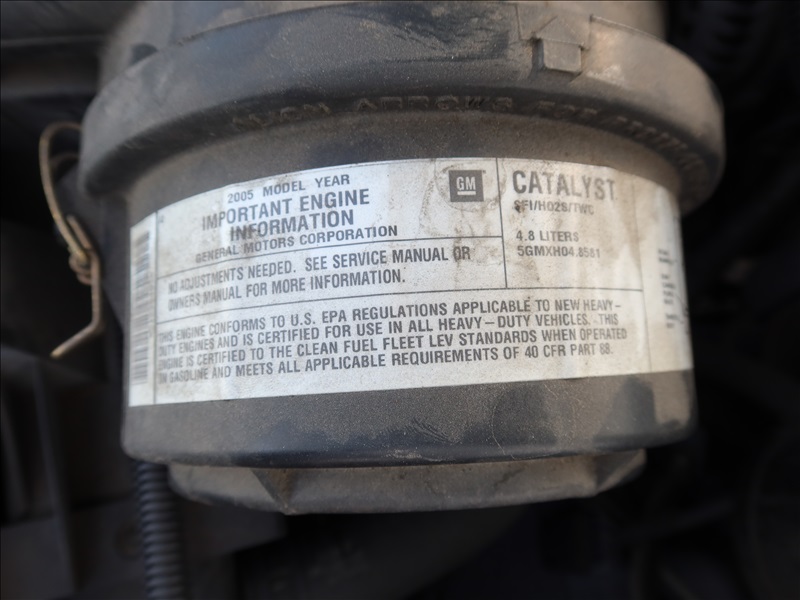 ALIGN ARROWS FOR
2005 MODEL YEAR
IMPORTANT ENGINE
INFORMATION
GENERAL MOTORS CORPORATION
GM
CATALYST
SFI/HO2S/TWC
4.8 LITERS
5GMXH04.8581
NO ADJUSTMENTS NEEDED. SEE SERVICE MANUAL OR
OWNERS MANUAL FOR MORE INFORMATION.
THIS ENGINE CONFORMS TO U.S. EPA REGULATIONS APPLICABLE TO NEW HEAVY-
DUTY ENGINES AND IS CERTIFIED FOR USE IN ALL HEAVY-DUTY VEHICLES. THIS
ENGINE IS CERTIFIED TO THE CLEAN FUEL FLEET LEV STANDARDS WHEN OPERATED
ON GASOLINE AND MEETS ALL APPLICABLE REQUIREMENTS OF 40 CFR PART 88.